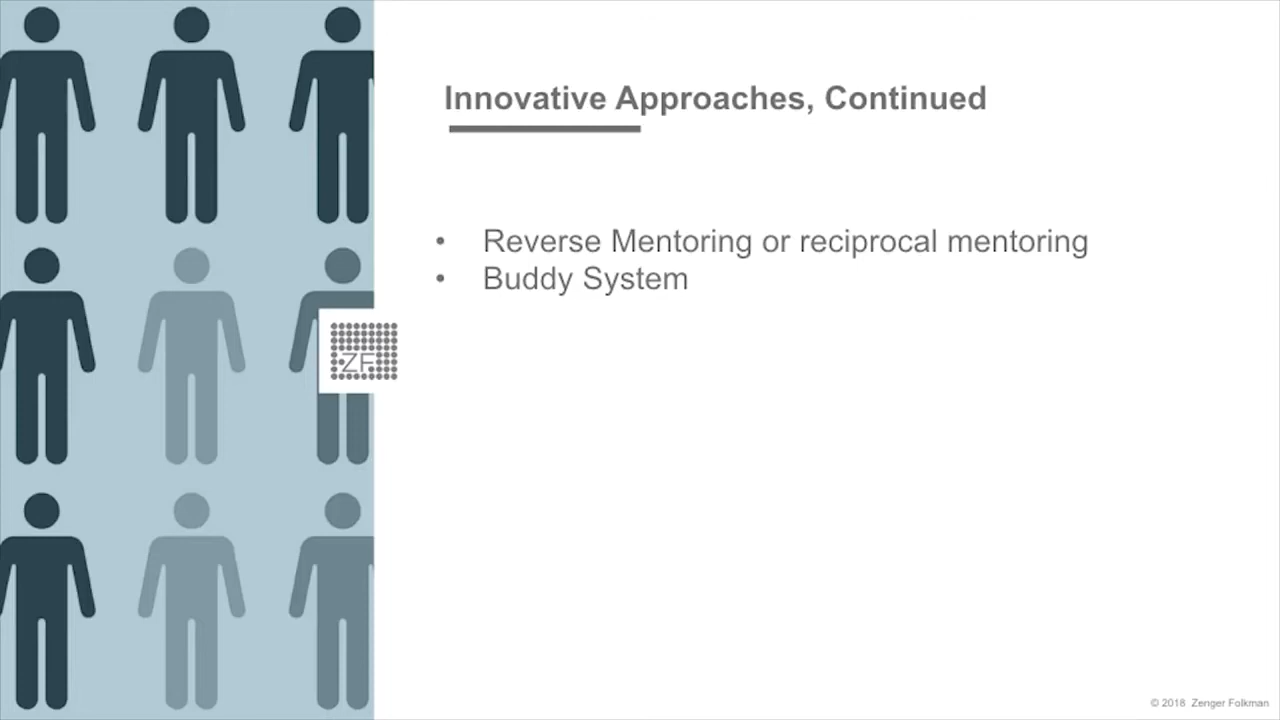 Innovative Approaches, Continued
• Reverse Mentoring or reciprocal mentoring
• Buddy System
ZF
© 2018 Zenger Folkman